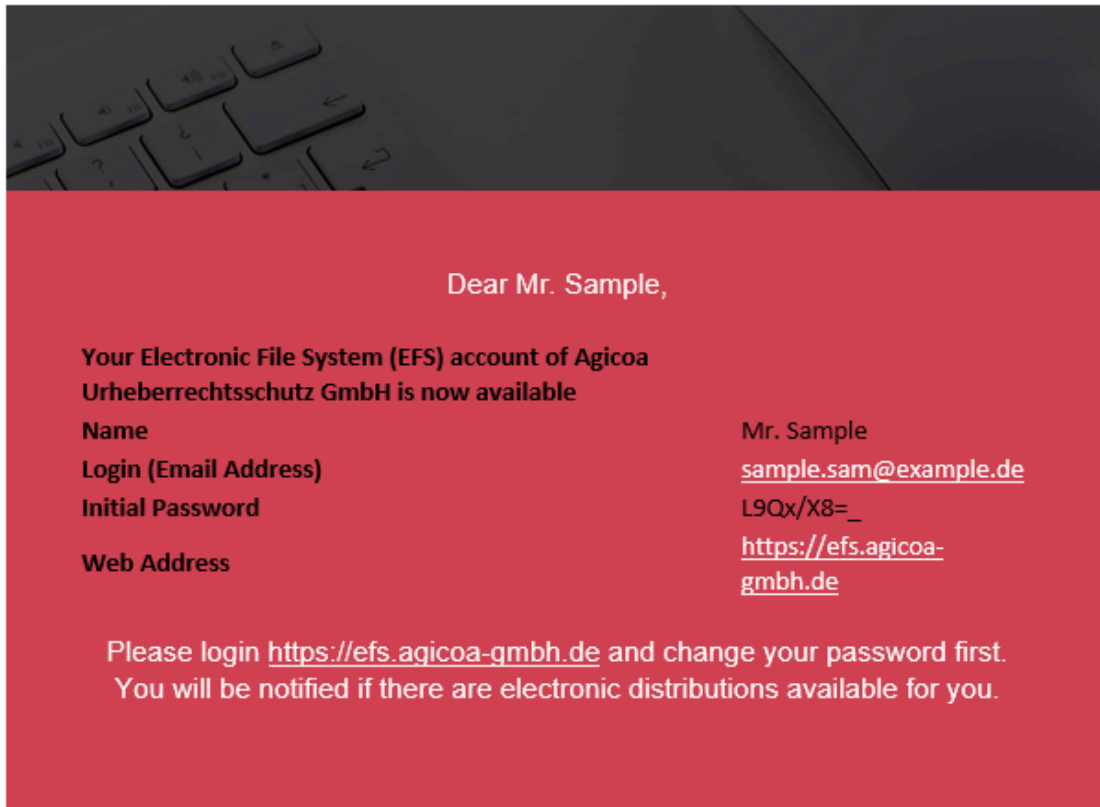 Dear Mr. Sample,
Your Electronic File System (EFS) account of Agicoa
Urheberrechtsschutz GmbH is now available
Name Mr. Sample
Login (Email Address) sample.sam@example.de
Initial Password L9Qx/X8=_
Web Address https://efs.agicoa-
gmbh.de
Please login https://efs.agicoa-gmbh.de and change your password first.
You will be notified if there are electronic distributions available for you.